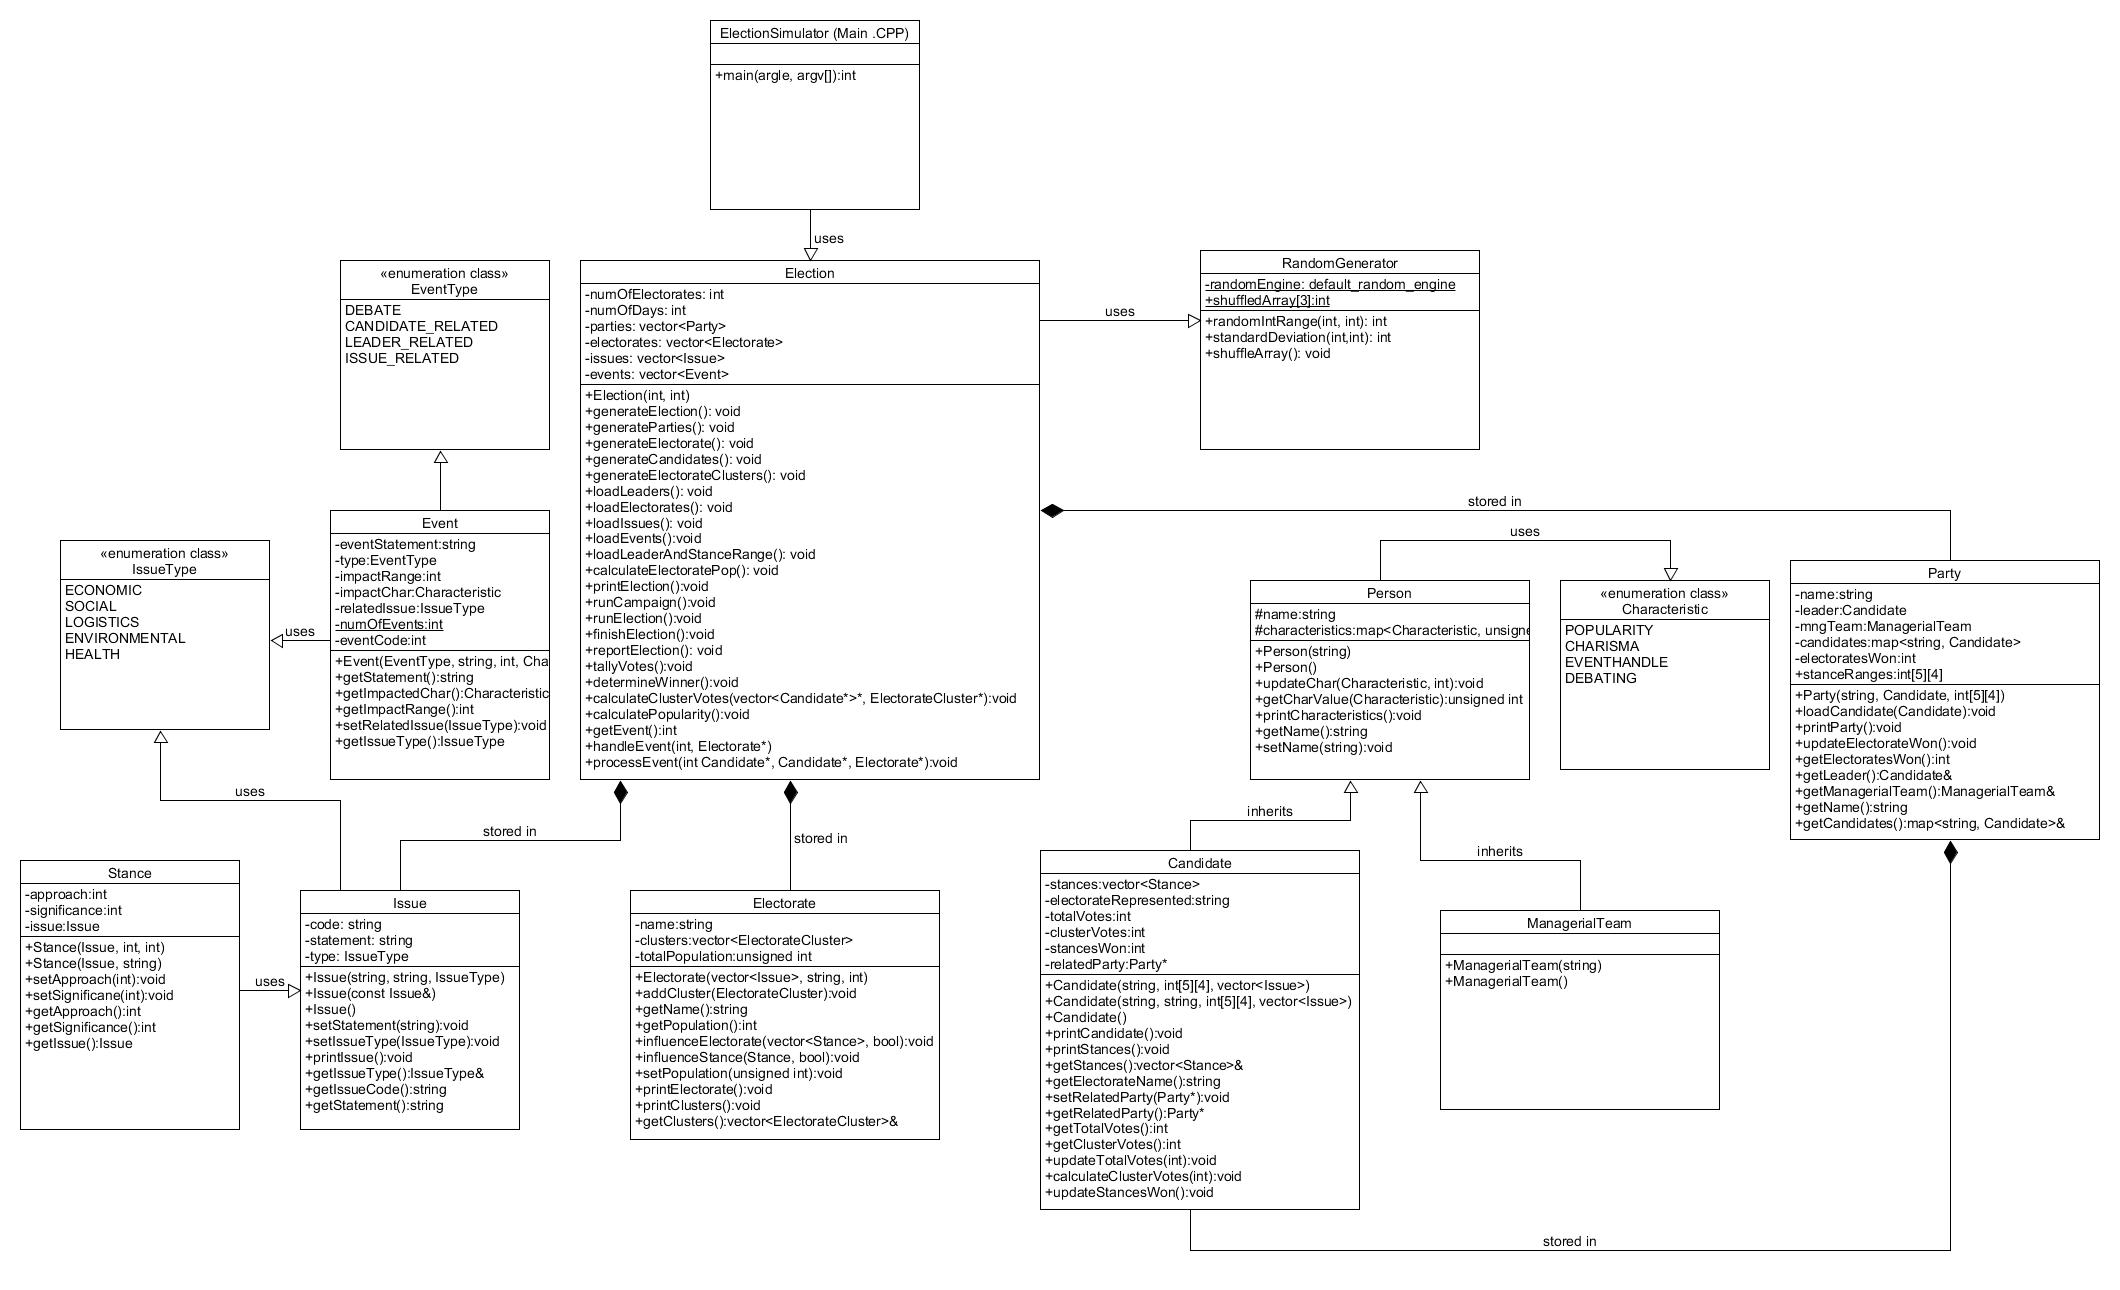 ElectionSimulator (Main .CPP)
+main(argle, argv[]):int
uses
«enumeration class»
EventType
DEBATE
CANDIDATE_RELATED
LEADER_RELATED
ISSUE_RELATED
Election
-numOfElectorates: int
-numOfDays: int
-parties: vector<Party>
-electorates: vector<Electorate>
-issues: vector<Issue>
-events: vector<Event>
+Election(int, int)
+generateElection(): void
+generateParties(): void
+generateElectorate(): void
+generateCandidates(): void
+generateElectorateClusters(): void
+loadLeaders(): void
+loadElectorates(): void
+loadIssues(): void
+loadEvents():void
+loadLeaderAndStanceRange(): void
+calculateElectoratePop(): void
+printElection():void
+runCampaign():void
+runElection():void
+finishElection():void
+reportElection(): void
+tallyVotes():void
+determineWinner():void
+calculateClusterVotes(vector<Candidate*>*, ElectorateCluster*):void
+calculatePopularity():void
+getEvent():int
+handleEvent(int, Electorate*)
+processEvent(int Candidate*, Candidate*, Electorate*):void
uses
RandomGenerator
-randomEngine: default_random_engine
+shuffledArray[3]:int
+randomIntRange(int, int): int
+standardDeviation(int,int): int
+shuffleArray(): void
stored in
Event
-eventStatement:string
-type:EventType
-impactRange:int
-impactChar:Characteristic
-relatedIssue:IssueType
-numOfEvents:int
-eventCode:int
+Event(EventType, string, int, Cha
+getStatement():string
+getImpactedChar():Characteristic
+getImpactRange():int
+setRelatedIssue(IssueType):void
+getIssueType():IssueType
«enumeration class»
IssueType
ECONOMIC
SOCIAL
LOGISTICS
ENVIRONMENTAL
HEALTH
uses
uses
uses
Person
#name:string
#characteristics:map<Characteristic, unsigne
+Person(string)
+Person()
+updateChar(Characteristic, int):void
+getCharValue(Characteristic):unsigned int
+printCharacteristics():void
+getName():string
+setName(string):void
«enumeration class»
Characteristic
POPULARITY
CHARISMA
EVENTHANDLE
DEBATING
Party
-name:string
-leader:Candidate
-mngTeam:ManagerialTeam
-candidates:map<string, Candidate>
-electoratesWon:int
+stanceRanges:int[5][4]
+Party(string, Candidate, int[5][4])
+loadCandidate(Candidate):void
+printParty():void
+updateElectorateWon():void
+getElectoratesWon():int
+getLeader():Candidate&
+getManagerialTeam():ManagerialTeam&
+getName():string
+getCandidates():map<string, Candidate>&
stored in
stored in
inherits
inherits
Stance
-approach:int
-significance:int
-issue:Issue
+Stance(Issue, int, int)
+Stance(Issue, string)
+setApproach(int):void
+setSignificane(int):void
+getApproach():int
+getSignificance():int
+getIssue():Issue
uses
Issue
-code: string
-statement: string
-type: IssueType
+Issue(string, string, IssueType)
+Issue(const Issue&)
+Issue()
+setStatement(string):void
+setIssueType(IssueType):void
+printIssue():void
+getIssueType():IssueType&
+getIssueCode():string
+getStatement():string
Electorate
-name:string
-clusters:vector<ElectorateCluster>
-totalPopulation:unsigned int
+Electorate(vector<Issue>, string, int)
+addCluster(ElectorateCluster):void
+getName():string
+getPopulation():int
+influenceElectorate(vector<Stance>, bool):void
+influenceStance(Stance, bool):void
+setPopulation(unsigned int):void
+printElectorate():void
+printClusters():void
+getClusters():vector<ElectorateCluster>&
Candidate
-stances:vector<Stance>
-electorateRepresented:string
-totalVotes:int
-clusterVotes:int
-stancesWon:int
-relatedParty:Party*
+Candidate(string, int[5][4], vector<Issue>)
+Candidate(string, string, int[5][4], vector<Issue>)
+Candidate()
+printCandidate():void
+printStances():void
+getStances():vector<Stance>&
+getElectorateName():string
+setRelatedParty(Party*):void
+getRelatedParty():Party*
+getTotalVotes():int
+getClusterVotes():int
+updateTotalVotes(int):void
+calculateClusterVotes(int):void
+updateStancesWon():void
ManagerialTeam
+ManagerialTeam(string)
+ManagerialTeam()
stored in